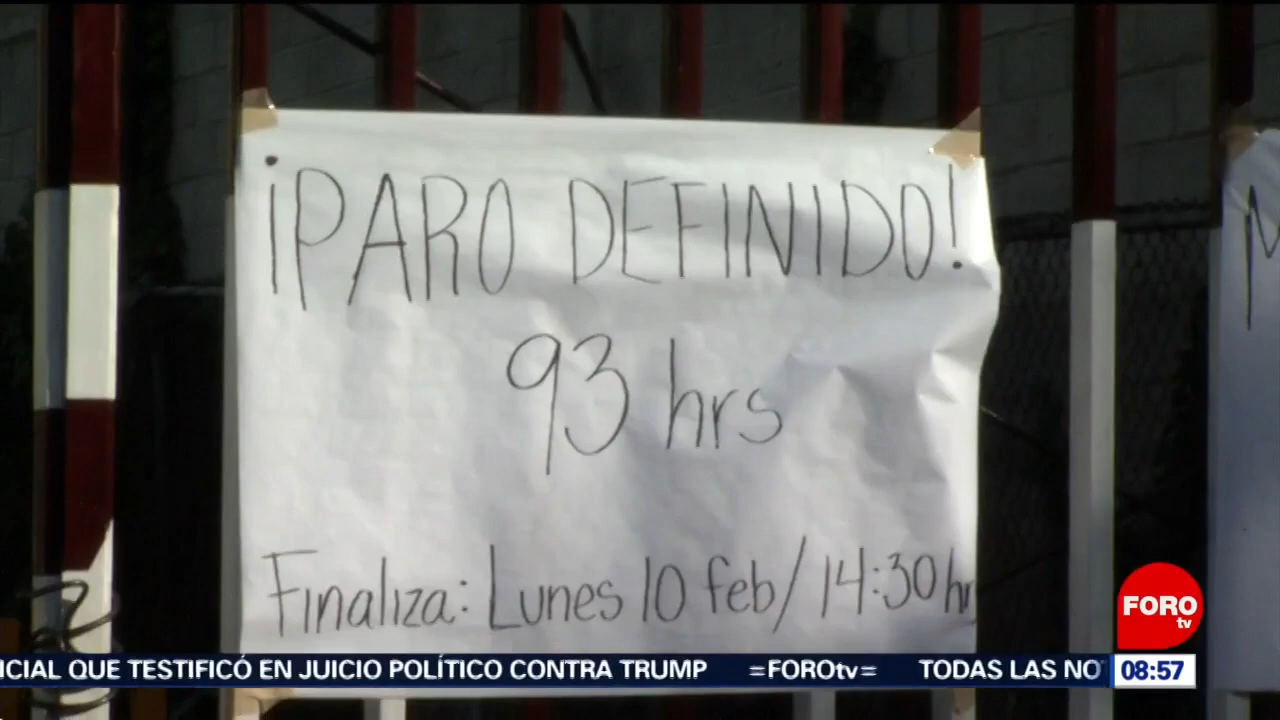 ¡PARO DEFINIDO!
93 hrs
Finaliza: Lunes 10 feb/14:30 hr
FORO
tv
ICIAL QUE TESTIFICÓ EN JUICIO POLÍTICO CONTRA TRUMP =FOROtv= TODAS LAS NO
08:57